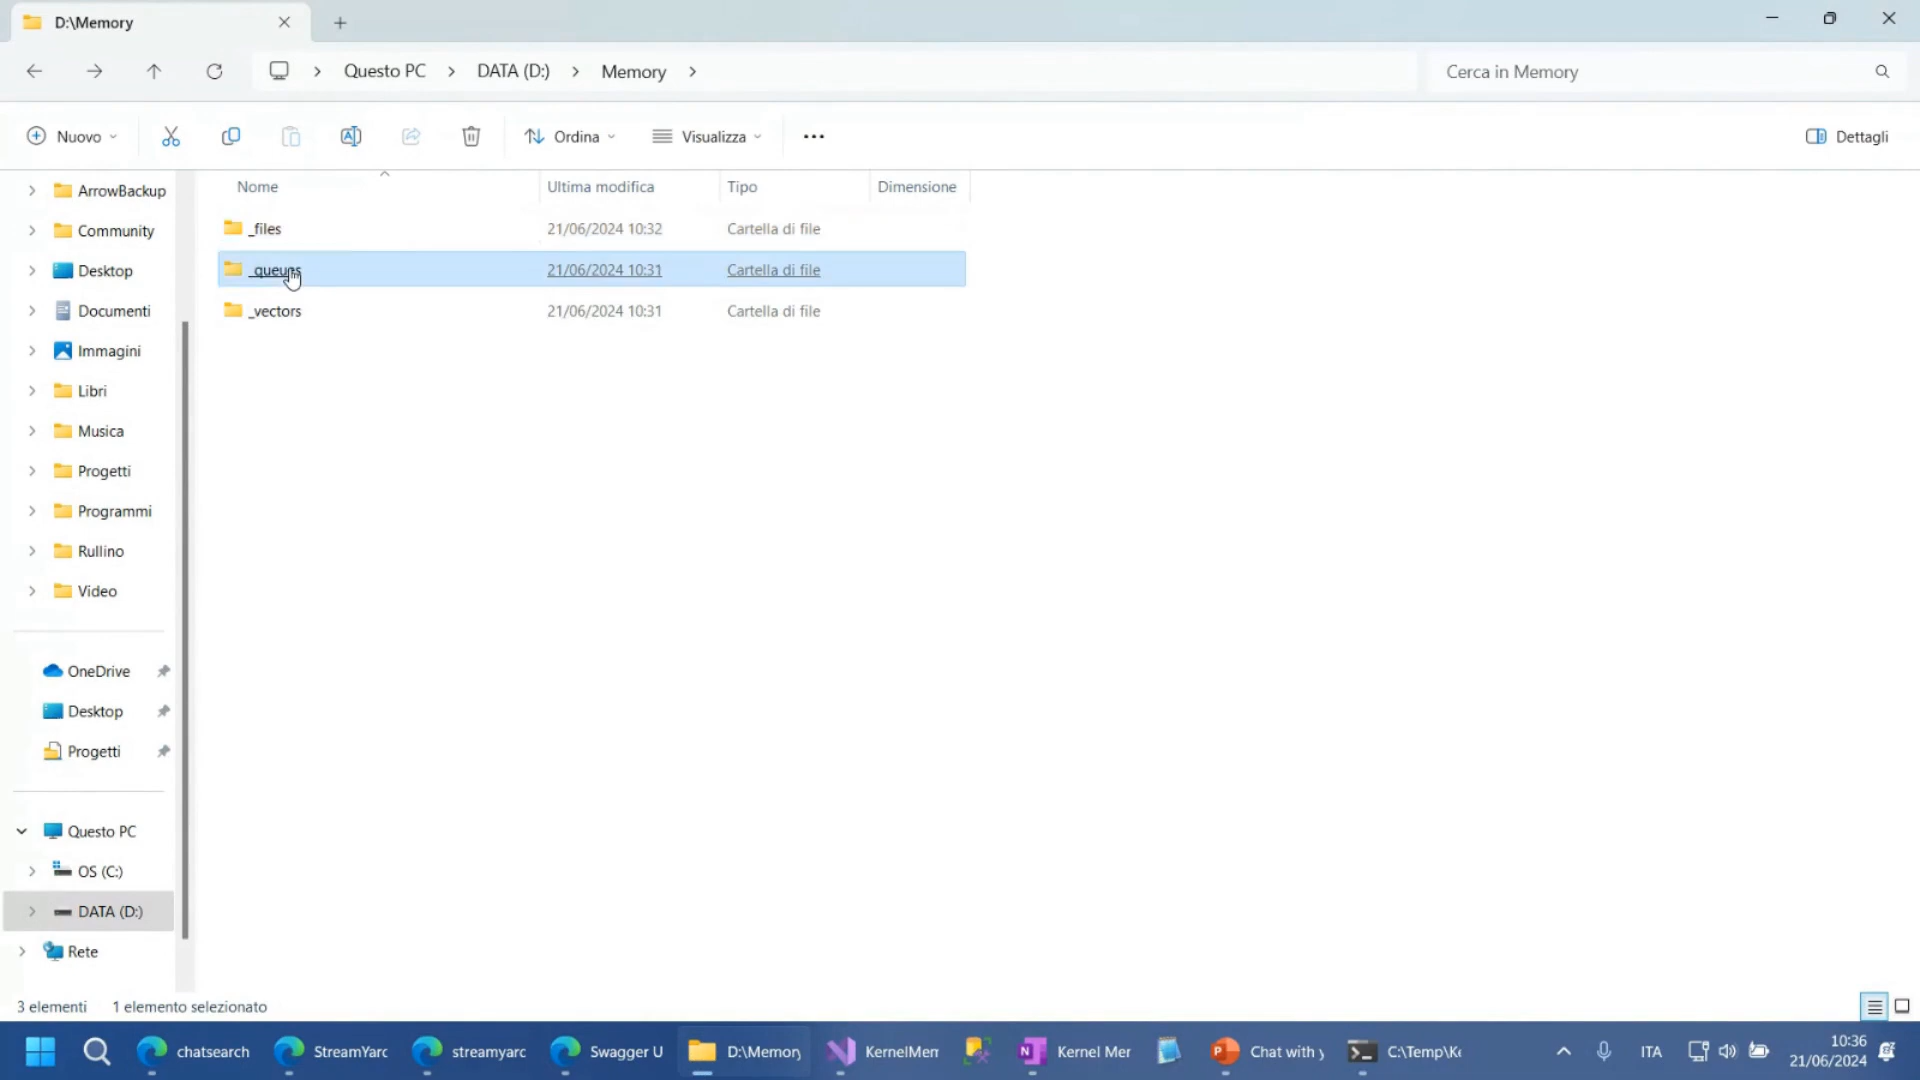 D:\Memory
Questo PC
DATA (D:)
Memory
Cerca in Memory
Nuovo
Ordina
Visualizza
Dettagli
Nome
Ultima modifica
Tipo
Dimensione
_files
21/06/2024 10:32
Cartella di file
_queues
21/06/2024 10:31
Cartella di file
_vectors
21/06/2024 10:31
Cartella di file
ArrowBackup
Community
Desktop
Documenti
Immagini
Libri
Musica
Progetti
Programmi
Rullino
Video
OneDrive
Desktop
Progetti
Questo PC
OS (C:)
DATA (D:)
Rete
3 elementi
1 elemento selezionato
chatsearch
StreamYarc
streamyarc
Swagger U
D:\Memory
KernelMem
Kernel Mer
Chat with y
C:\Temp\Ke
ITA
10:36
21/06/2024